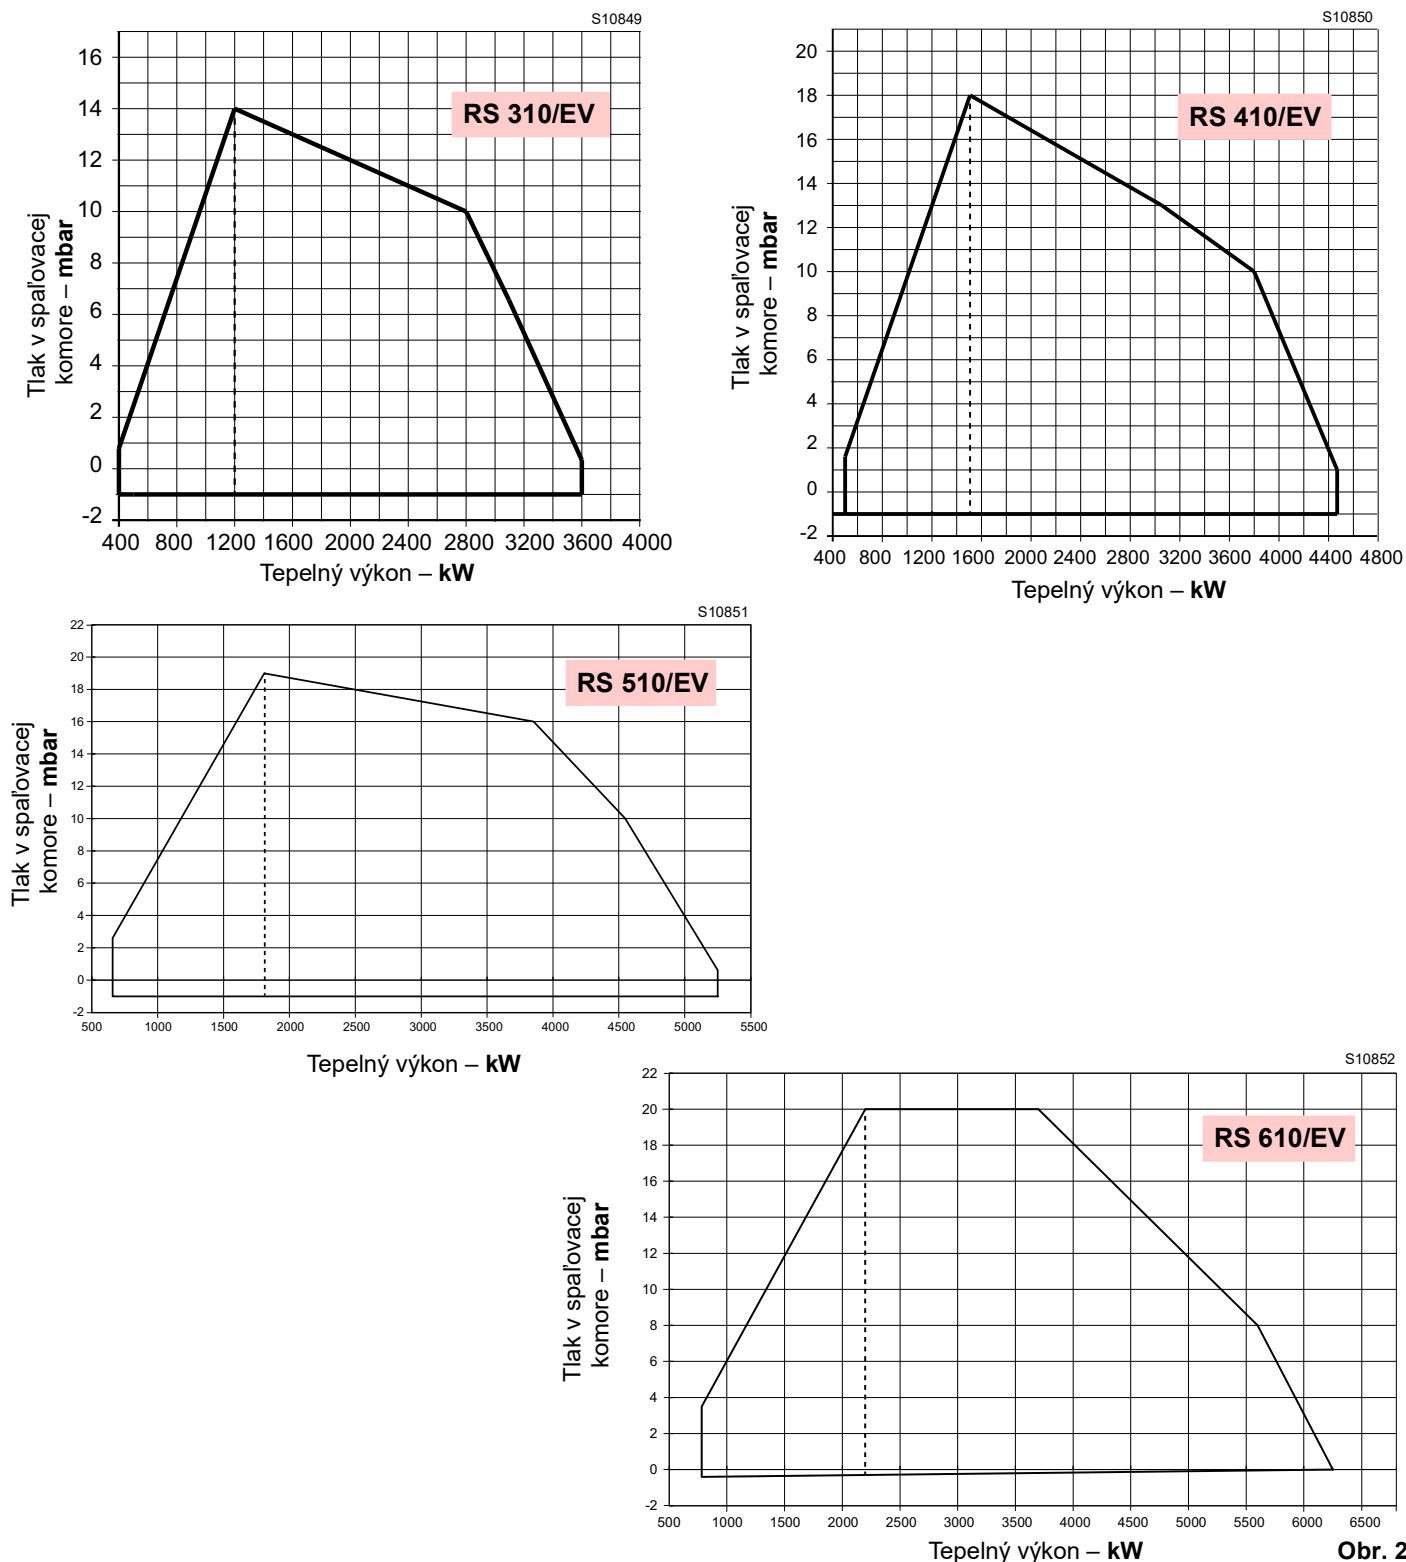 S10849
16
14
12
10
8
6
4
2
0
-2
RS 310/EV
Tlak v spaľovacej
komore – mbar
400 800 1200 1600 2000 2400 2800 3200 3600 4000
Tepelný výkon – kW
S10850
20
18
16
14
12
10
8
6
4
2
0
-2
RS 410/EV
Tlak v spaľovacej
komore – mbar
400 800 1200 1600 2000 2400 2800 3200 3600 4000 4400 4800
Tepelný výkon – kW
S10851
22
20
18
16
14
12
10
8
6
4
2
0
-2
RS 510/EV
Tlak v spaľovacej
komore – mbar
500 1000 1500 2000 2500 3000 3500 4000 4500 5000 5500
Tepelný výkon – kW
S10852
22
20
18
16
14
12
10
8
6
4
2
0
-2
RS 610/EV
Tlak v spaľovacej
komore – mbar
500 1000 1500 2000 2500 3000 3500 4000 4500 5000 5500 6000 6500
Tepelný výkon – kW
Obr. 2